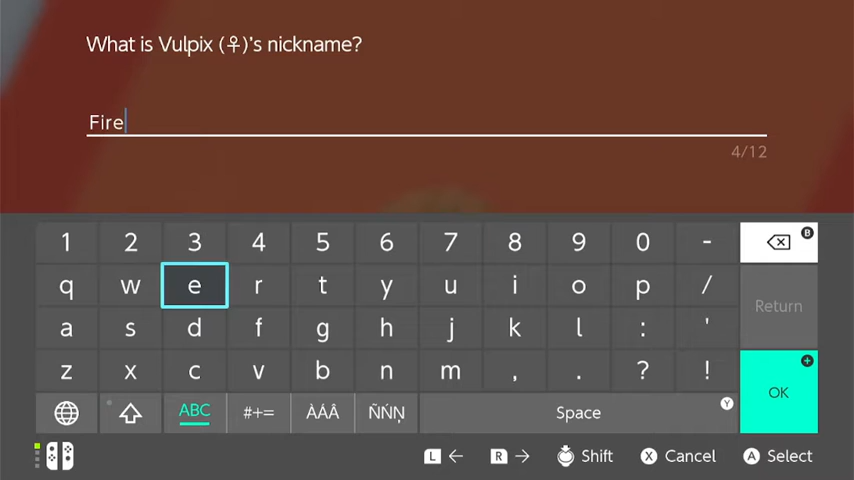 What is Vulpix (♀)'s nickname?
Fire
4/12
1 2 3 4 5 6 7 8 9 0 - B
q w e r t y u i o p / Return
a s d f g h j k l : '
z x c v b n m , . ? ! OK +
ABC #+= ÀÁÂ ÑŃŅ Space Y
L ← R → Shift X Cancel A Select